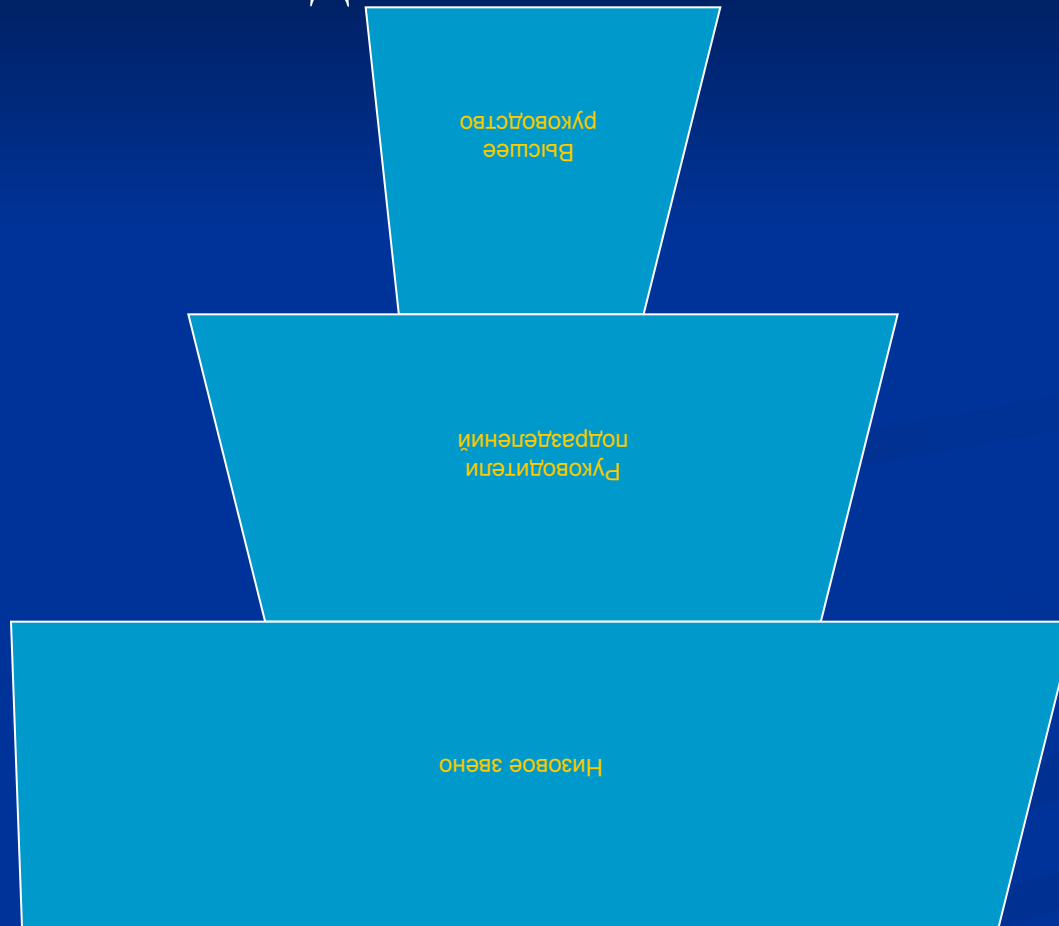 Высшее
руководство
Руководители
подразделений
Низовое звено